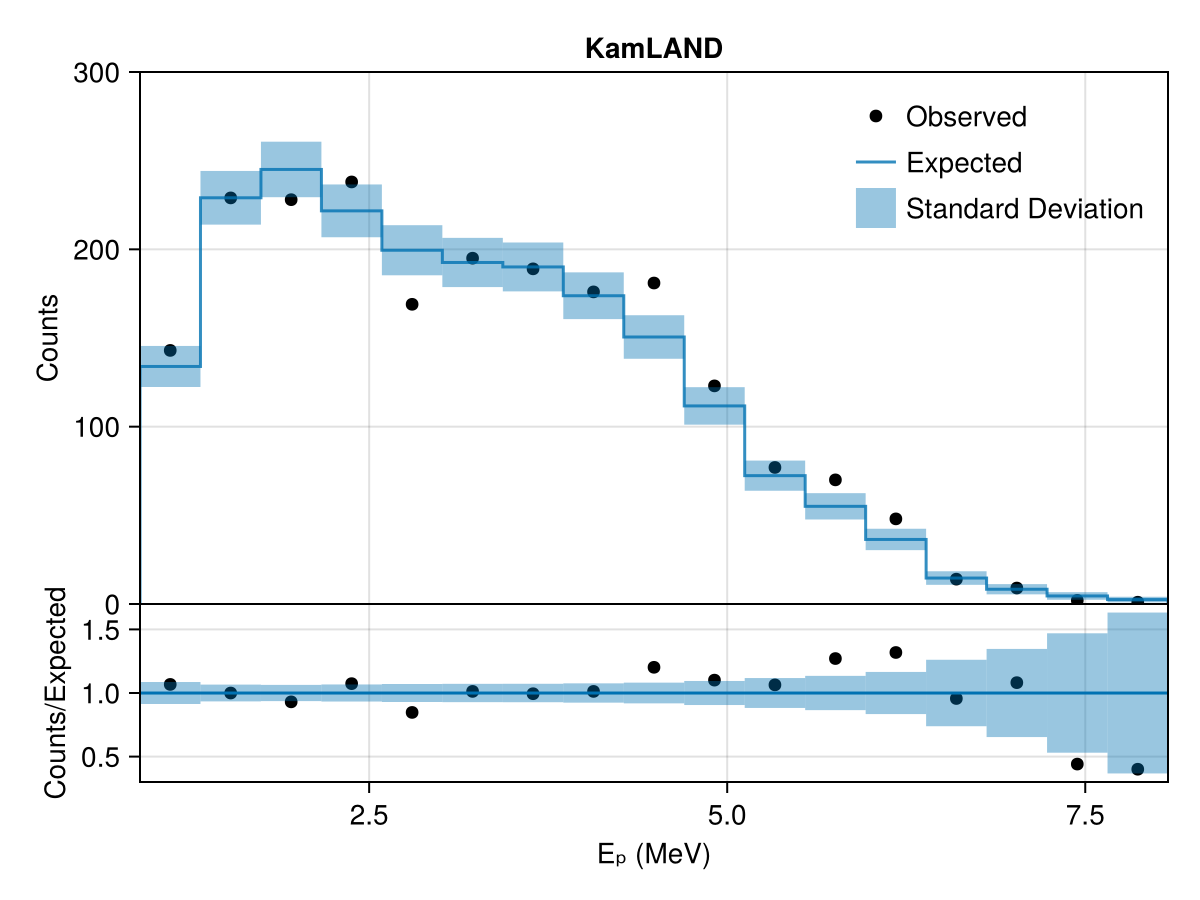 KamLAND
300
200
100
0
Counts
Observed
Expected
Standard Deviation
1.5
1.0
0.5
Counts/Expected
2.5
5.0
7.5
Eₚ (MeV)